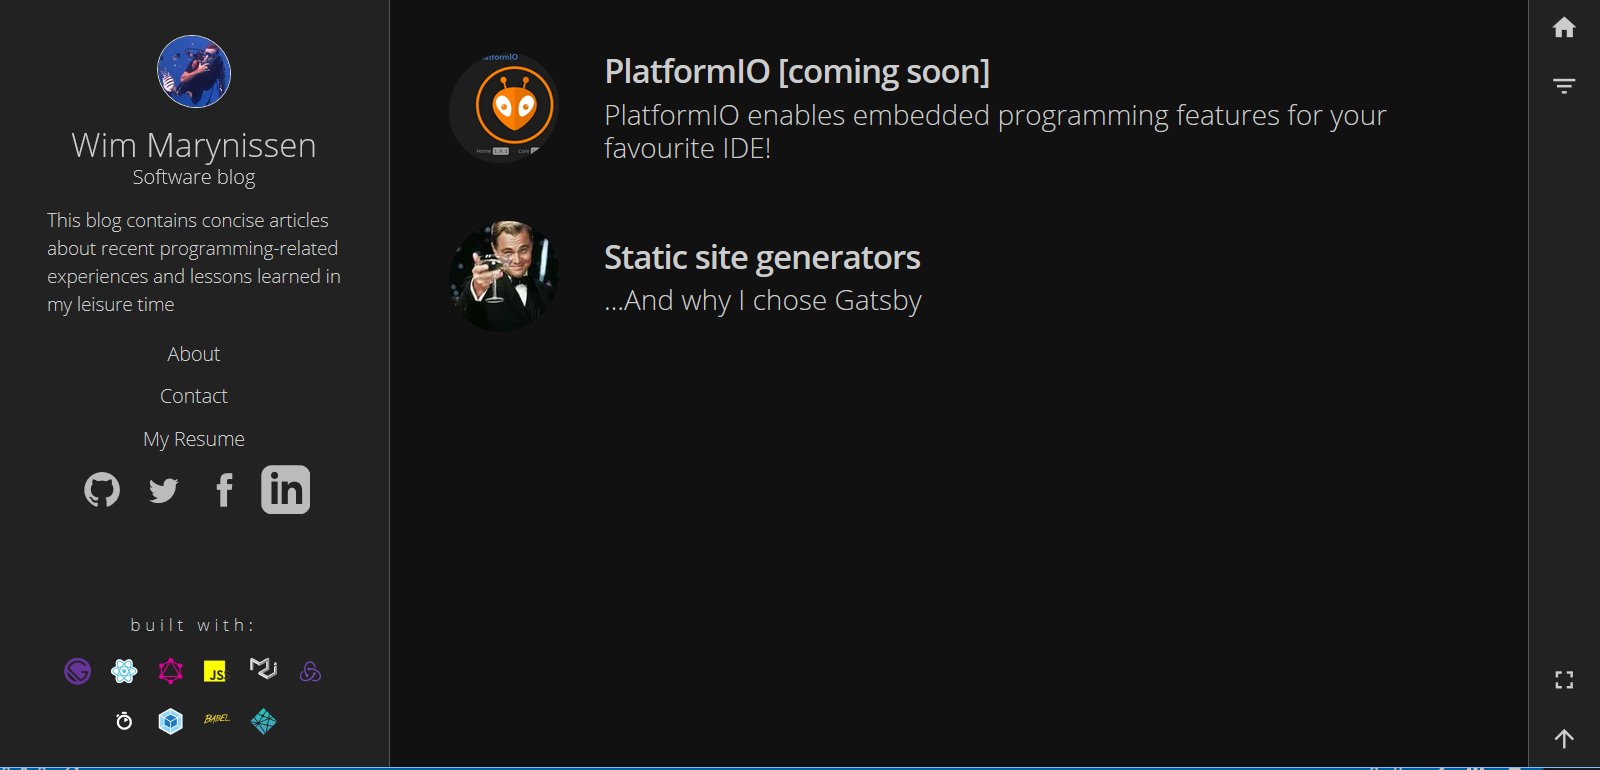 Wim Marynissen
Software blog
This blog contains concise articles
about recent programming-related
experiences and lessons learned in
my leisure time
About
Contact
My Resume
in
built with:
JS
BABEL
PlatformIO [coming soon]
PlatformIO enables embedded programming features for your
favourite IDE!
Static site generators
...And why I chose Gatsby